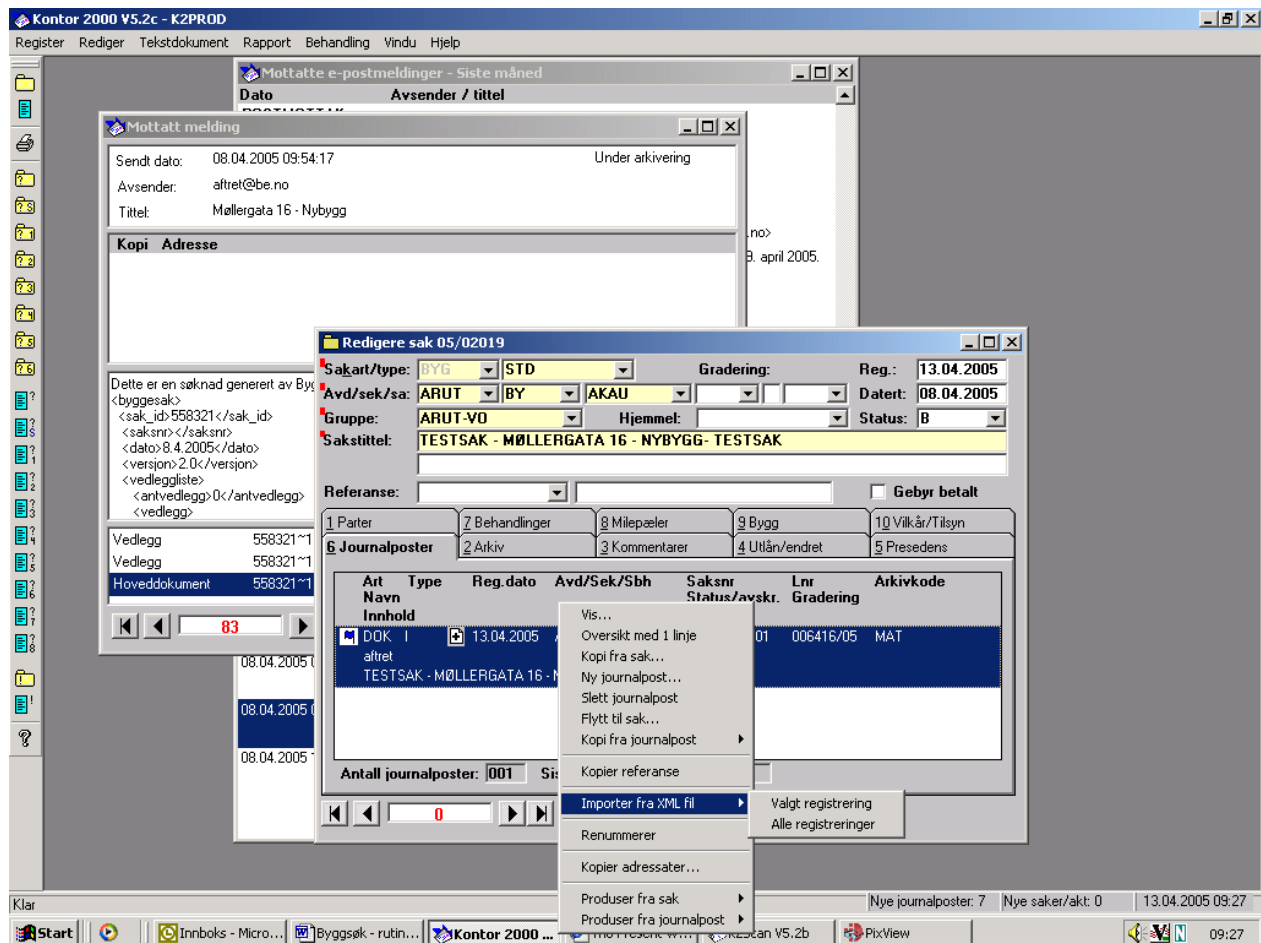 Kontor 2000 V5.2c - K2PROD
Register Rediger Tekstdokument Rapport Behandling Vindu Hjelp
Mottatte e-postmeldinger - Siste måned
Dato Avsender / tittel
Mottatt melding
Sendt dato: 08.04.2005 09:54:17 Under arkivering
Avsender: aftret@be.no
Tittel: Møllergata 16 - Nybygg
Kopi Adresse
.no>
9. april 2005.
Dette er en søknad generert av Byg
<byggesak>
<sak_id>558321</sak_id>
<saksnr></saksnr>
<dato>8.4.2005</dato>
<versjon>2.0</versjon>
<vedleggliste>
<antvedlegg>0</antvedlegg>
<vedlegg>
Vedlegg 558321~1
Vedlegg 558321~1
Hoveddokument 558321~1
83
08.04.2005
08.04.2005
08.04.2005
Redigere sak 05/02019
Sakart/type: BYG STD Gradering: Reg.: 13.04.2005
Avd/sek/sa: ARUT BY AKAU Datert: 08.04.2005
Gruppe: ARUT-VO Hjemmel: Status: B
Sakstittel: TESTSAK - MØLLERGATA 16 - NYBYGG- TESTSAK
Referanse: Gebyr betalt
1 Parter 7 Behandlinger 8 Milepæler 9 Bygg 10 Vilkår/Tilsyn
6 Journalposter 2 Arkiv 3 Kommentarer 4 Utlån/endret 5 Presedens
Art Type Reg.dato Avd/Sek/Sbh Saksnr Lnr Arkivkode
Navn Status/avskr. Gradering
Innhold
DOK I 13.04.2005 01 006416/05 MAT
aftret
TESTSAK - MØLLERGATA 16 - N
Antall journalposter: 001 Sis
0
Vis...
Oversikt med 1 linje
Kopi fra sak...
Ny journalpost...
Slett journalpost
Flytt til sak...
Kopi fra journalpost
Kopier referanse
Importer fra XML fil
Valgt registrering
Alle registreringer
Renummerer
Kopier adressater...
Produser fra sak
Produser fra journalpost
Klar Nye journalposter: 7 Nye saker/akt: 0 13.04.2005 09:27
Start Innboks - Micro... Byggsøk - rutin... Kontor 2000 ... K2Scan V5.2b PixView 09:27